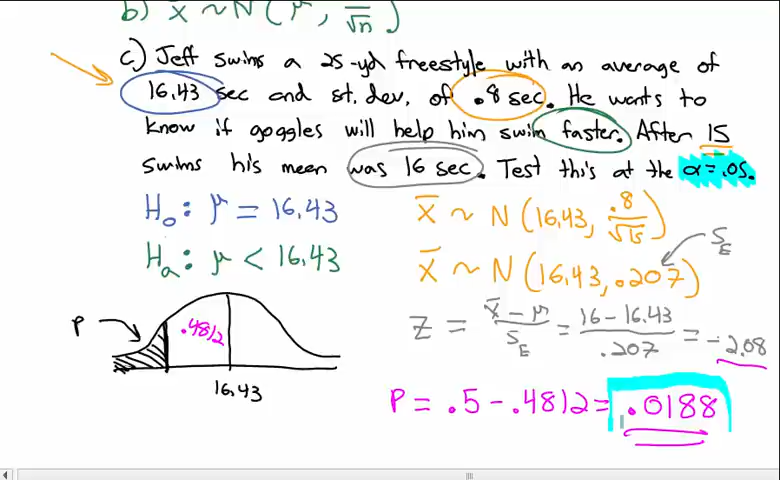 b) X̄ ~ N(μ, /√n)
c) Jeff swims a 25-yd freestyle with an average of
16.43 sec and st. dev. of .8 sec. He wants to
know if goggles will help him swim faster. After 15
swims his mean was 16 sec. Test this at the α=.05.
H₀: μ = 16.43
X̄ ~ N(16.43, .8/√15)
Hₐ: μ < 16.43
X̄ ~ N(16.43, .207)
S_E
P
.4812
16.43
Z = (X̄ - μ)/S_E = (16 - 16.43)/.207 = -2.08
P = .5 - .4812 = .0188